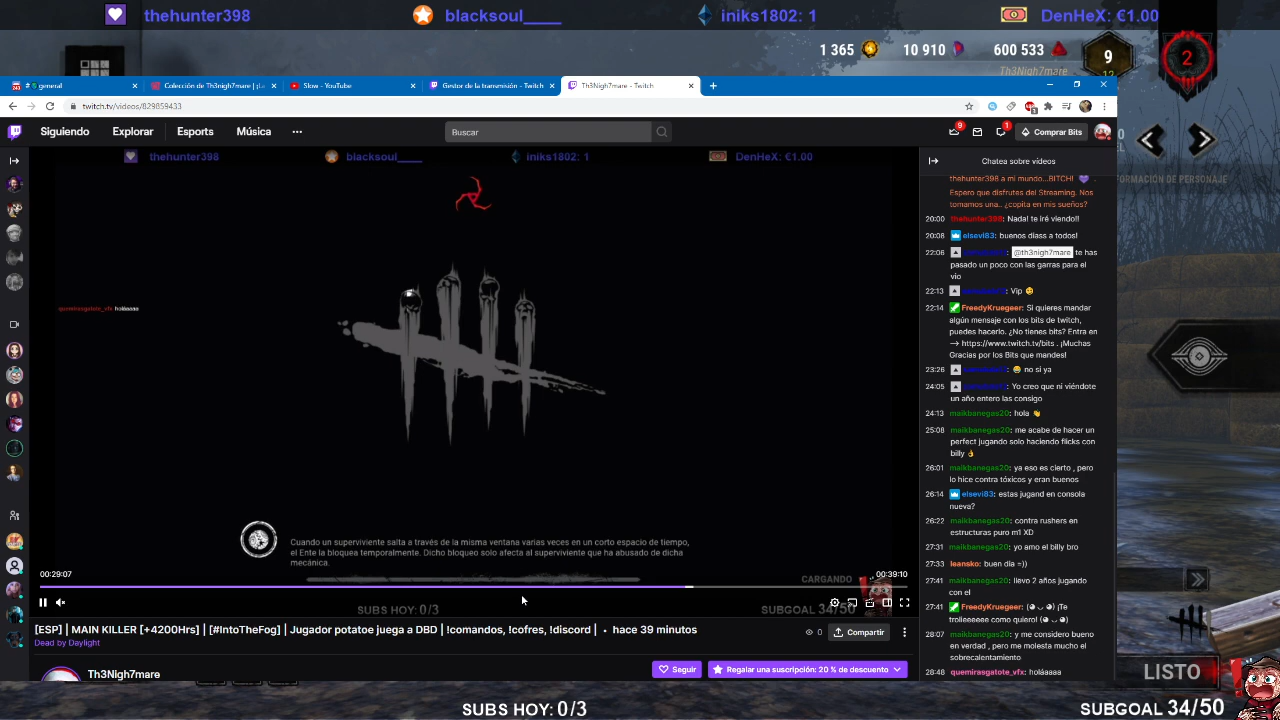 thehunter398
blacksoul____
iniks1802: 1
DenHeX: €1.00
1 365
10 910
600 533
Th3Nigh7mare
9
12
2
# general
Colección de Th3nigh7mare | ¡La
Slow - YouTube
Gestor de la transmisión - Twitch
Th3Nigh7mare - Twitch
twitch.tv/videos/829859433
Siguiendo
Explorar
Esports
Música
Buscar
9
1
Comprar Bits
thehunter398
blacksoul____
iniks1802: 1
DenHeX: €1.00
Chatea sobre vídeos
FORMACIÓN DE PERSONAJE
thehunter398 a mi mundo...BITCH! 💜 .
Espero que disfrutes del Streaming. Nos
tomamos una.. ¿copita en mis sueños?
20:00 thehunter398: Nada! te iré viendo!!
20:08 elsevi83: buenos diass a todos!
22:06 : @th3nigh7mare te has
pasado un poco con las garras para el
vio
22:13 : Vip
22:14 FreedyKruegeer: Si quieres mandar
algún mensaje con los bits de twitch,
puedes hacerlo. ¿No tienes bits? Entra en
—> https://www.twitch.tv/bits . ¡Muchas
Gracias por los Bits que mandes!
23:26 : 😂 no si ya
24:05 : Yo creo que ni viéndote
un año entero las consigo
24:13 maikbanegas20: hola 👋
25:08 maikbanegas20: me acabe de hacer un
perfect jugando solo haciendo flicks con
billy 👌
26:01 maikbanegas20: ya eso es cierto , pero
lo hice contra tóxicos y eran buenos
26:14 elsevi83: estas jugand en consola
nueva?
26:22 maikbanegas20: contra rushers en
estructuras puro m1 XD
27:31 maikbanegas20: yo amo el billy bro
27:33 leansko: buen dia =))
27:41 maikbanegas20: llevo 2 años jugando
con el
27:41 FreedyKruegeer: (◕ ᴗ ◕) ¡Te
trolleeeeee como quiero! (◕ ᴗ ◕)
28:07 maikbanegas20: y me considero bueno
en verdad , pero me molesta mucho el
sobrecalentamiento
28:48 quemirasgatote_vfx: holáaaaa
quemirasgatote_vfx holáaaaa
Cuando un superviviente salta a través de la misma ventana varias veces en un corto espacio de tiempo,
el Ente la bloquea temporalmente. Dicho bloqueo solo afecta al superviviente que ha abusado de dicha
mecánica.
00:29:07
00:39:10
CARGANDO
SUBS HOY: 0/3
SUBGOAL 34/50
[ESP] | MAIN KILLER [+4200Hrs] | [#IntoTheFog] | Jugador potatoe juega a DBD | !comandos, !cofres, !discord | • hace 39 minutos
0
Compartir
Dead by Daylight
Th3Nigh7mare
Seguir
Regalar una suscripción: 20 % de descuento
LISTO
SUBS HOY: 0/3
SUBGOAL 34/50